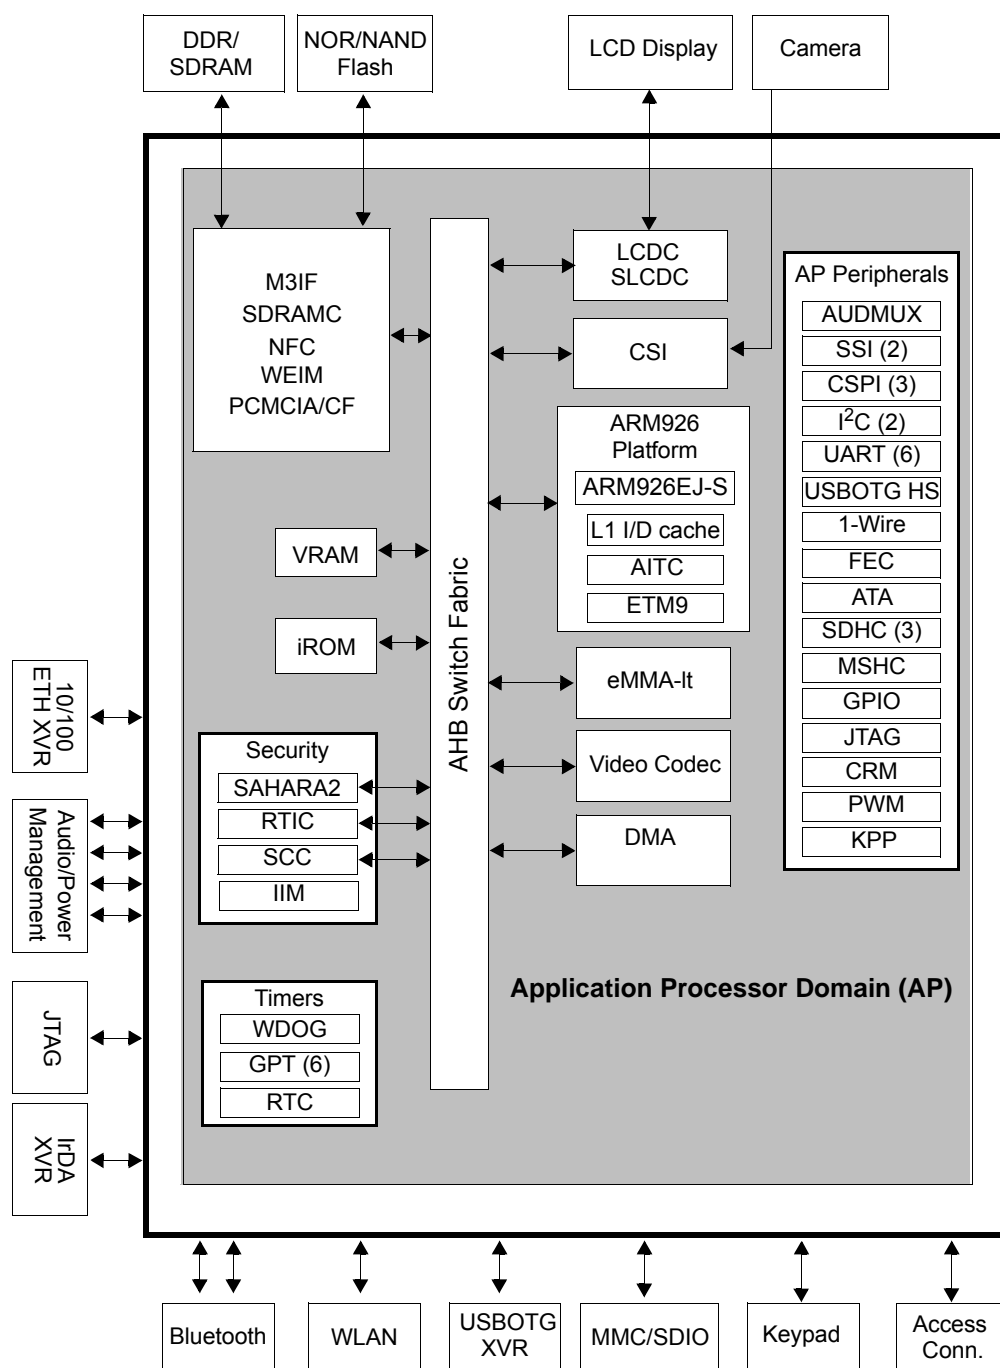 DDR/
SDRAM
NOR/NAND
Flash
LCD Display
Camera
M3IF
SDRAMC
NFC
WEIM
PCMCIA/CF
LCDC
SLCDC
CSI
ARM926
Platform
ARM926EJ-S
L1 I/D cache
AITC
ETM9
AP Peripherals
AUDMUX
SSI (2)
CSPI (3)
I²C (2)
UART (6)
USBOTG HS
1-Wire
FEC
ATA
SDHC (3)
MSHC
GPIO
JTAG
CRM
PWM
KPP
VRAM
iROM
AHB Switch Fabric
eMMA-lt
Video Codec
DMA
Security
SAHARA2
RTIC
SCC
IIM
Timers
WDOG
GPT (6)
RTC
Application Processor Domain (AP)
10/100
ETH XVR
Audio/Power
Management
JTAG
IrDA
XVR
Bluetooth
WLAN
USBOTG
XVR
MMC/SDIO
Keypad
Access
Conn.